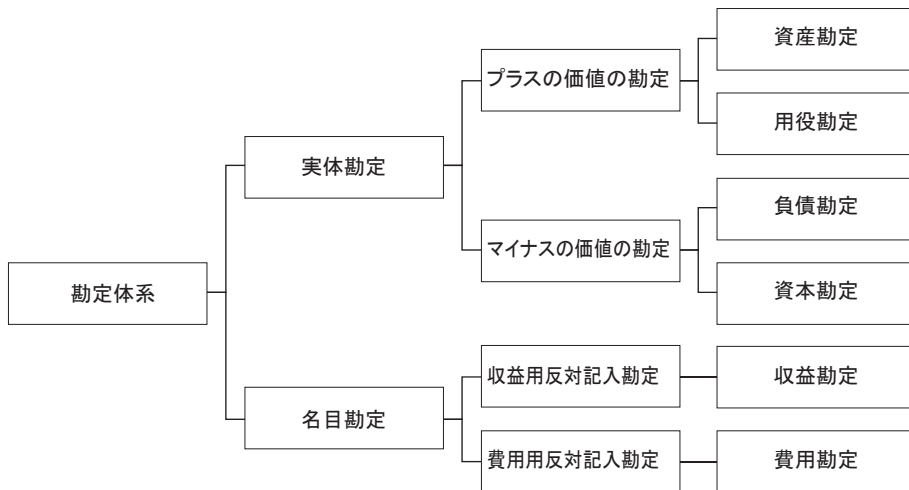 資産勘定
プラスの価値の勘定
用役勘定
実体勘定
負債勘定
マイナスの価値の勘定
勘定体系
資本勘定
収益用反対記入勘定
収益勘定
名目勘定
費用用反対記入勘定
費用勘定